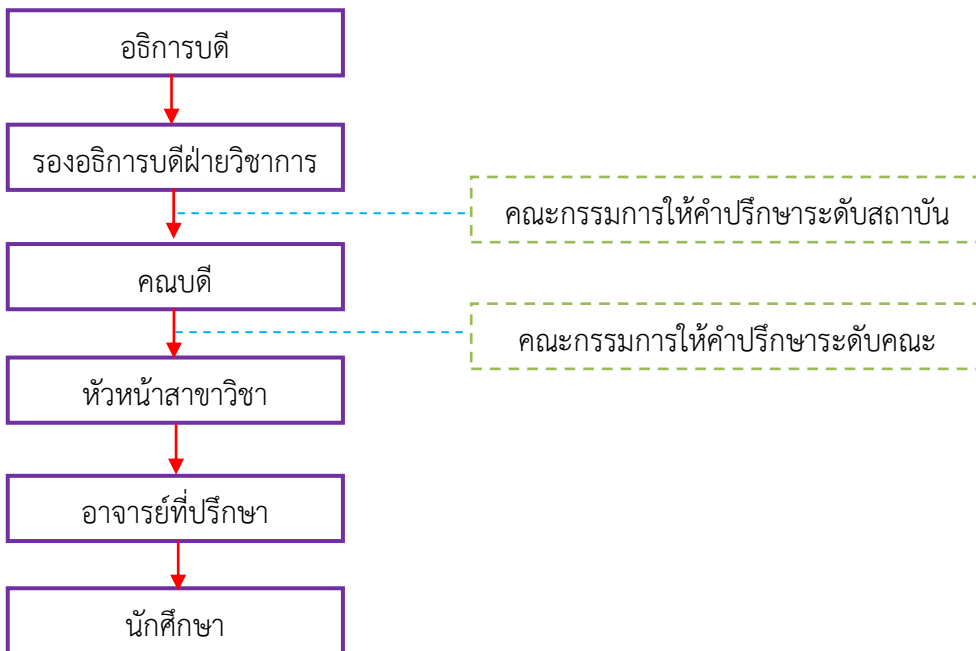 อธิการบดี
รองอธิการบดีฝ่ายวิชาการ
คณะกรรมการให้คำปรึกษาระดับสถาบัน
คณบดี
คณะกรรมการให้คำปรึกษาระดับคณะ
หัวหน้าสาขาวิชา
อาจารย์ที่ปรึกษา
นักศึกษา